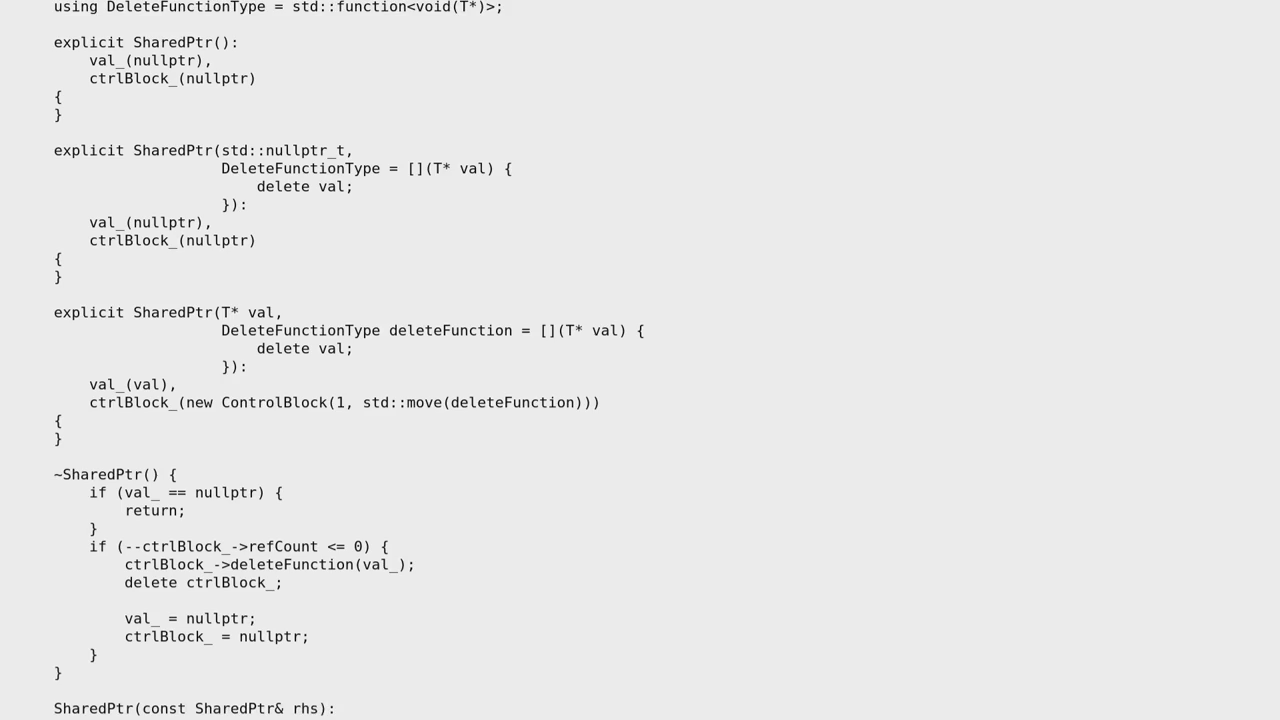 using DeleteFunctionType = std::function<void(T*)>;
explicit SharedPtr():
val_(nullptr),
ctrlBlock_(nullptr)
{
}
explicit SharedPtr(std::nullptr_t,
DeleteFunctionType = [](T* val) {
delete val;
}):
val_(nullptr),
ctrlBlock_(nullptr)
{
}
explicit SharedPtr(T* val,
DeleteFunctionType deleteFunction = [](T* val) {
delete val;
}):
val_(val),
ctrlBlock_(new ControlBlock(1, std::move(deleteFunction)))
{
}
~SharedPtr() {
if (val_ == nullptr) {
return;
}
if (--ctrlBlock_->refCount <= 0) {
ctrlBlock_->deleteFunction(val_);
delete ctrlBlock_;
val_ = nullptr;
ctrlBlock_ = nullptr;
}
}
SharedPtr(const SharedPtr& rhs):